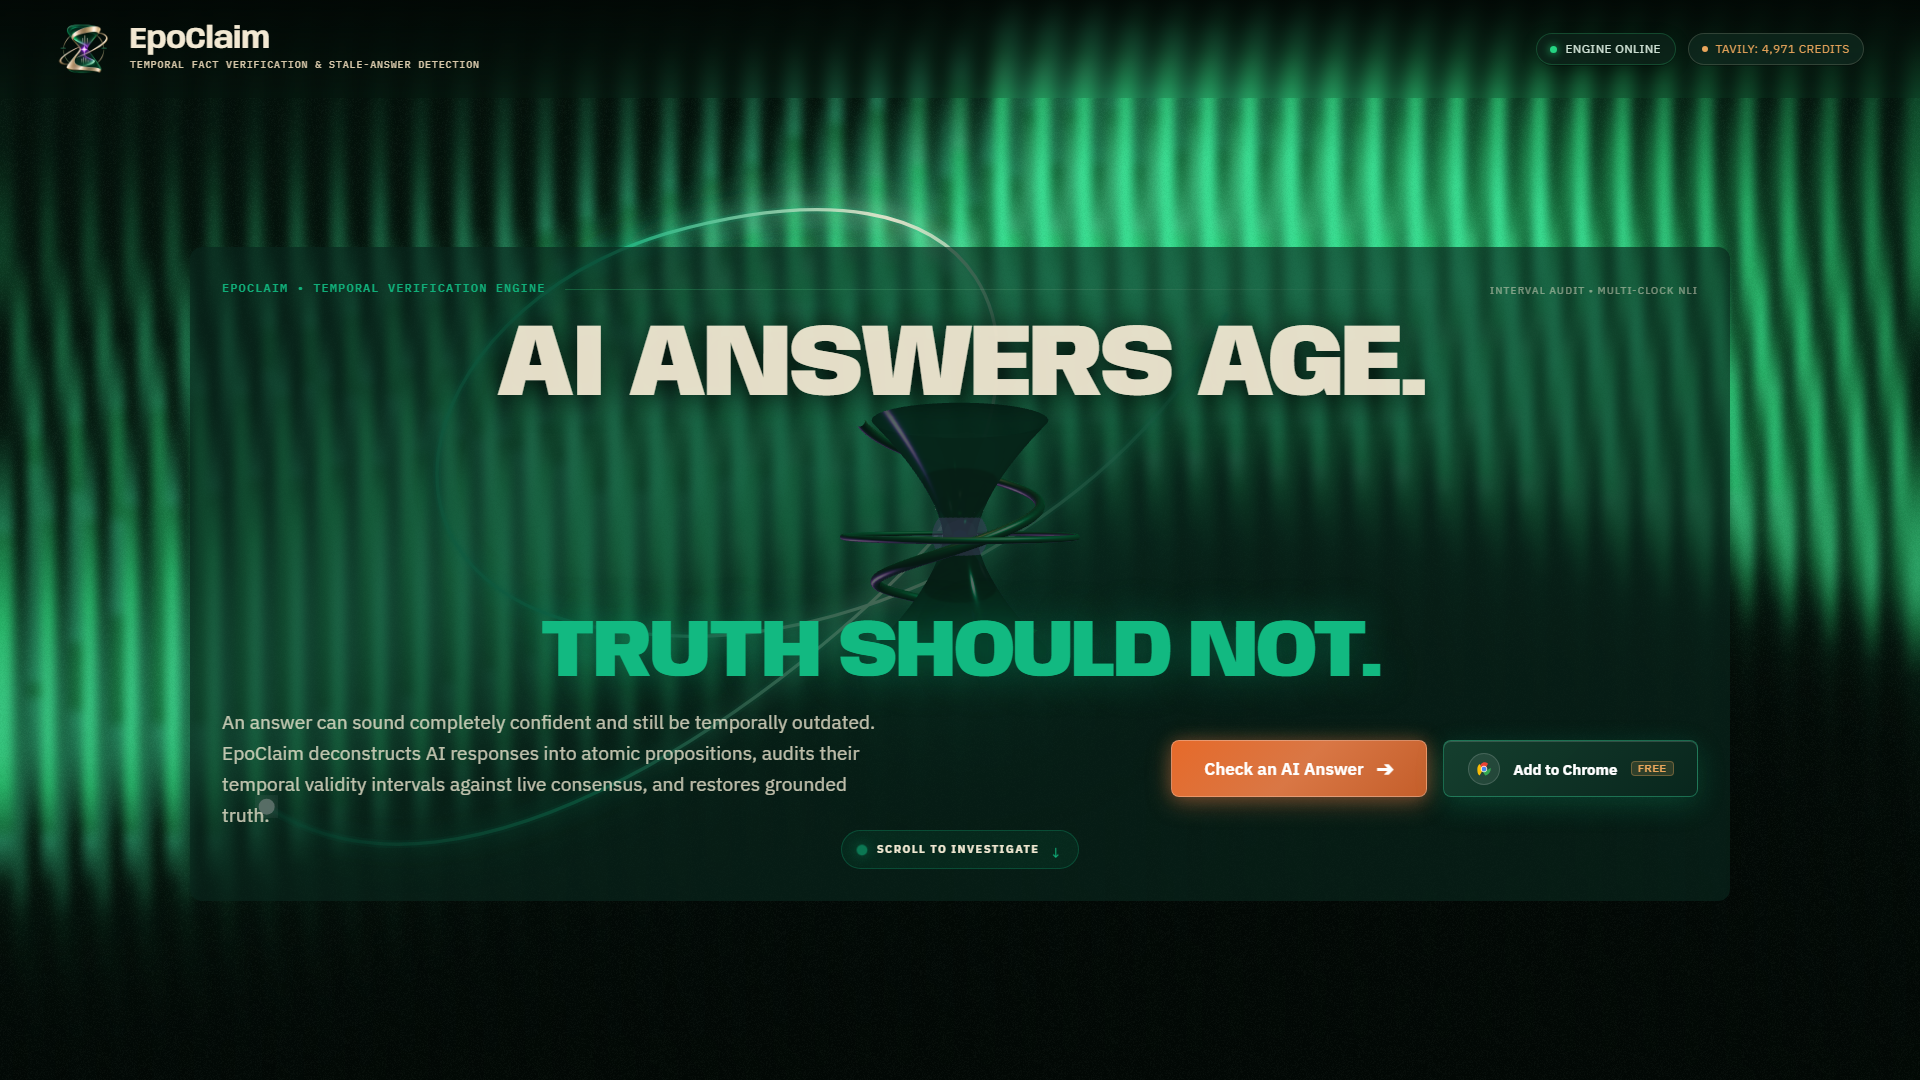 EpoClaim
TEMPORAL FACT VERIFICATION & STALE-ANSWER DETECTION
ENGINE ONLINE
TAVILY: 4,971 CREDITS
EPOCLAIM • TEMPORAL VERIFICATION ENGINE
INTERVAL AUDIT • MULTI-CLOCK NLI
AI ANSWERS AGE.
TRUTH SHOULD NOT.
An answer can sound completely confident and still be temporally outdated.
EpoClaim deconstructs AI responses into atomic propositions, audits their
temporal validity intervals against live consensus, and restores grounded
truth.
Check an AI Answer ➔
Add to Chrome FREE
SCROLL TO INVESTIGATE ↓